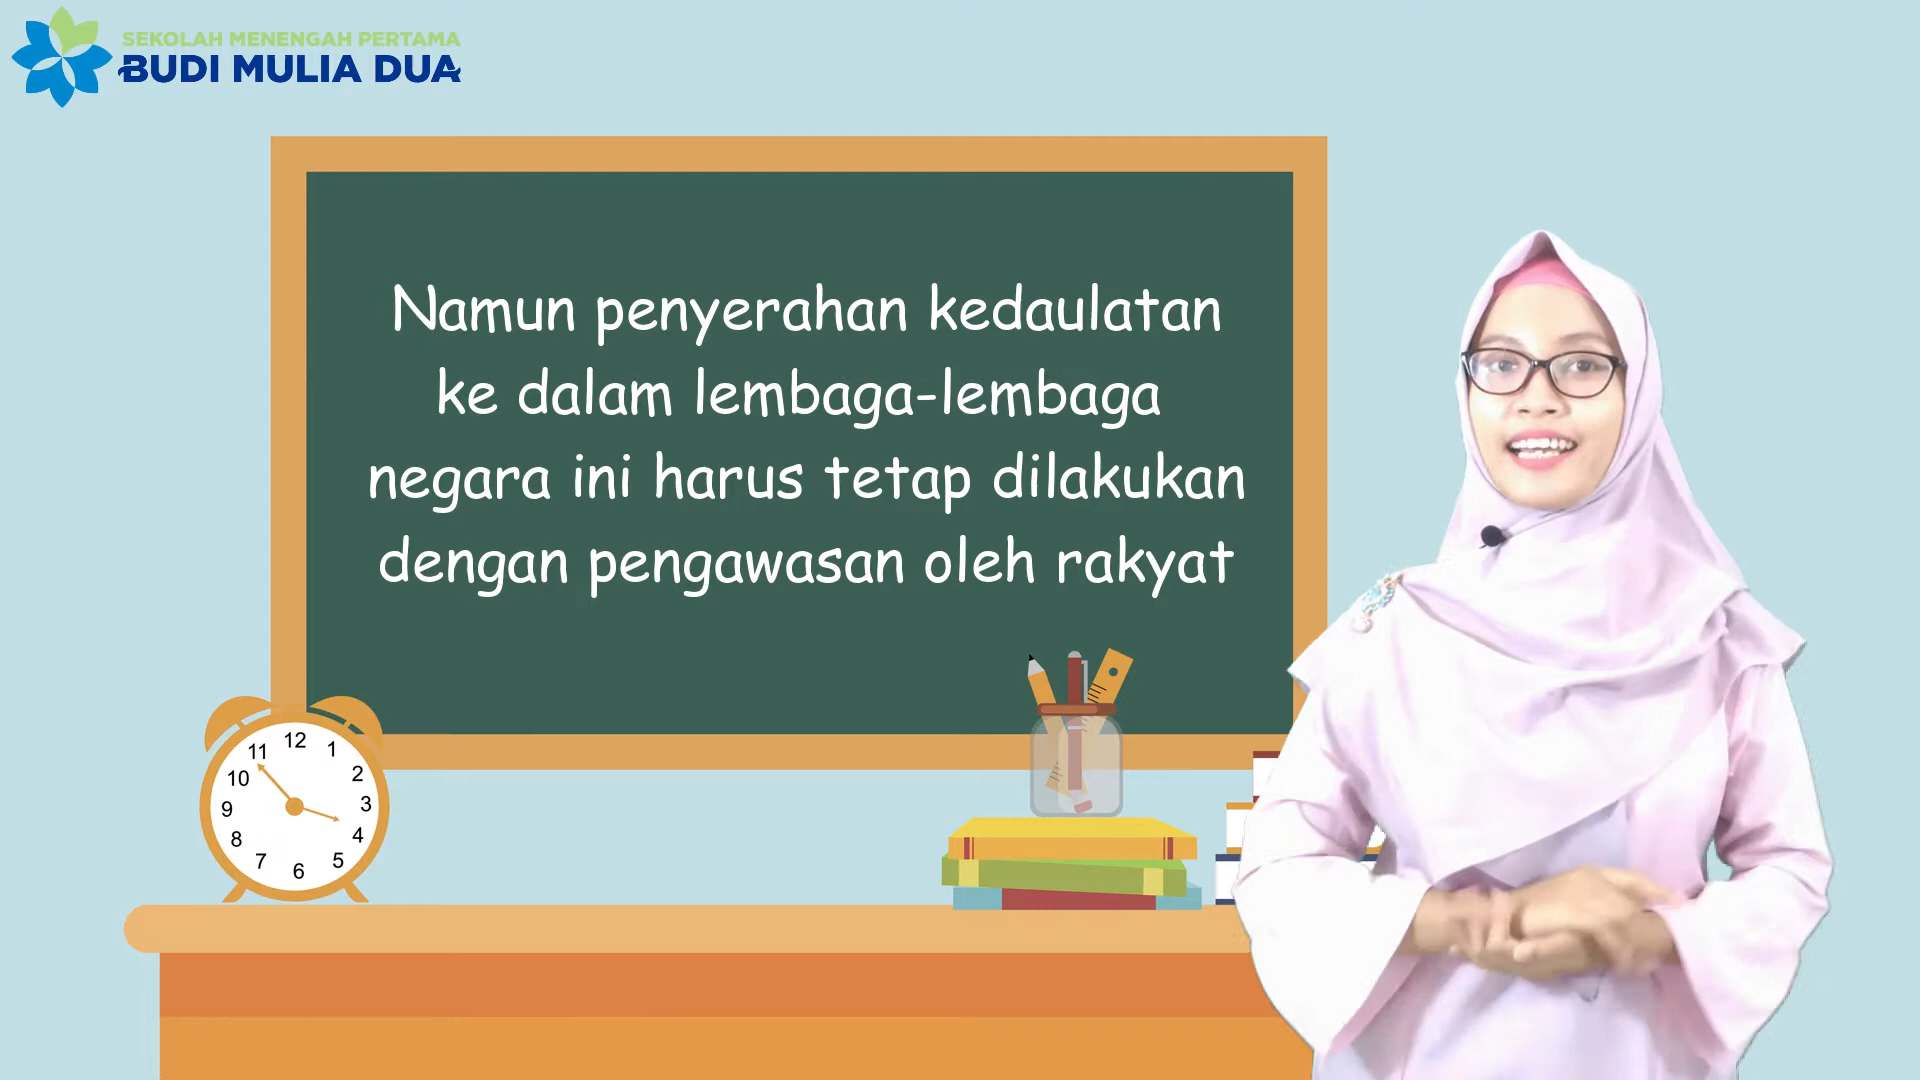 SEKOLAH MENENGAH PERTAMA
BUDI MULIA DUA
Namun penyerahan kedaulatan
ke dalam lembaga-lembaga
negara ini harus tetap dilakukan
dengan pengawasan oleh rakyat
12
1
2
3
4
5
6
7
8
9
10
11